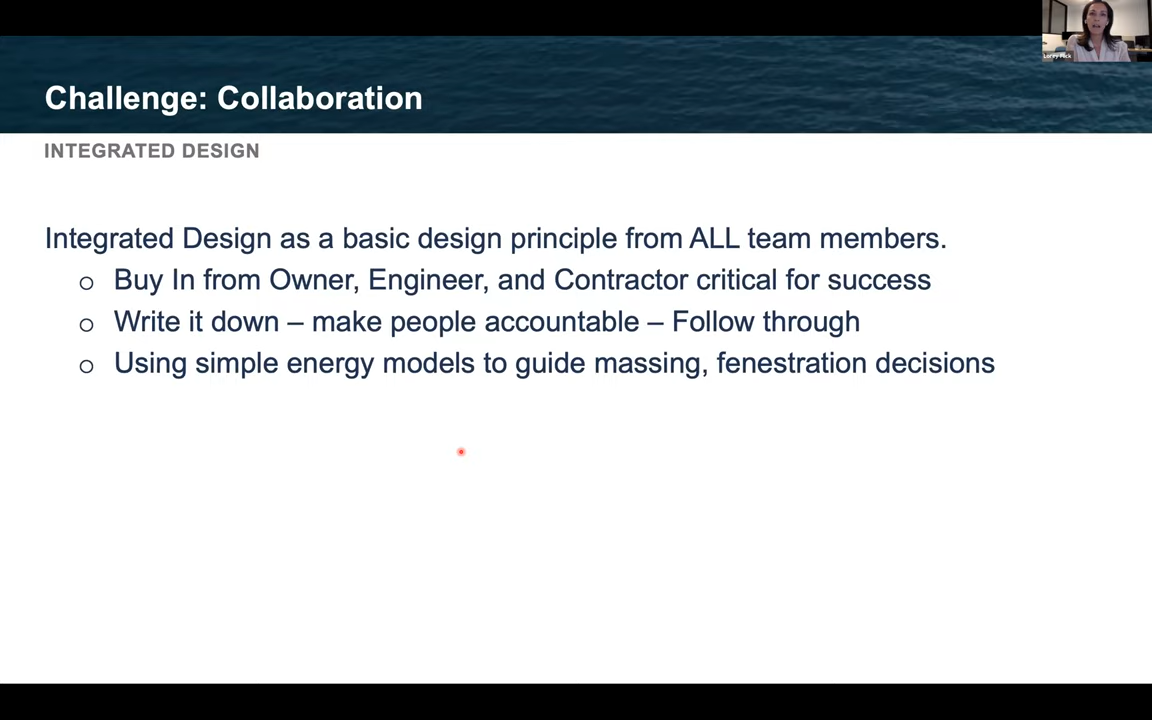 Challenge: Collaboration
INTEGRATED DESIGN
Integrated Design as a basic design principle from ALL team members.
o Buy In from Owner, Engineer, and Contractor critical for success
o Write it down – make people accountable – Follow through
o Using simple energy models to guide massing, fenestration decisions